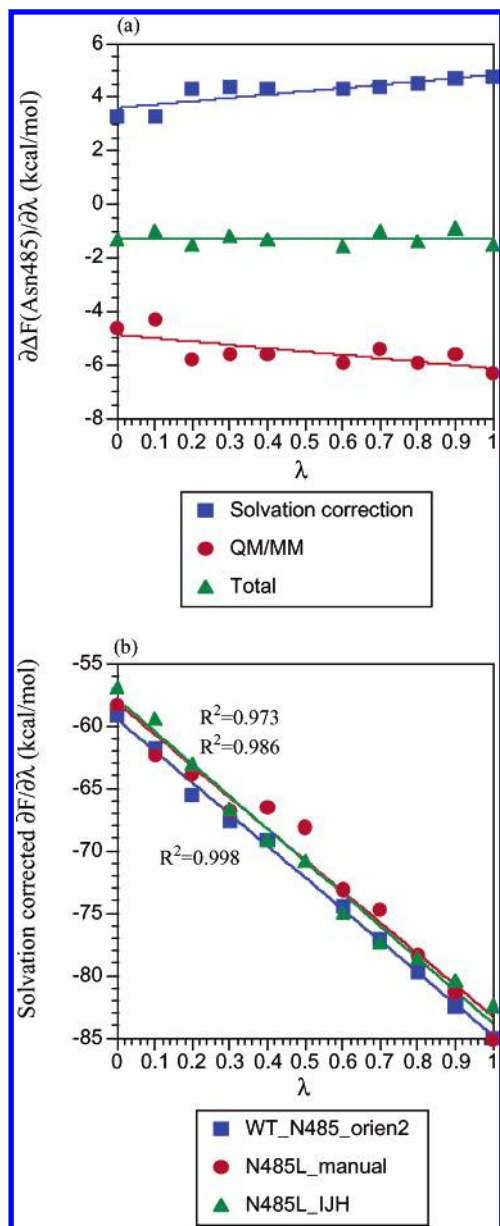 (a)
∂ΔF(Asn485)/∂λ (kcal/mol)
6
4
2
0
-2
-4
-6
-8
0 0.1 0.2 0.3 0.4 0.5 0.6 0.7 0.8 0.9 1
λ
Solvation correction
QM/MM
Total
(b)
Solvation corrected ∂F/∂λ (kcal/mol)
-55
-60
-65
-70
-75
-80
-85
R²=0.973
R²=0.986
R²=0.998
0 0.1 0.2 0.3 0.4 0.5 0.6 0.7 0.8 0.9 1
λ
WT_N485_orien2
N485L_manual
N485L_IJH